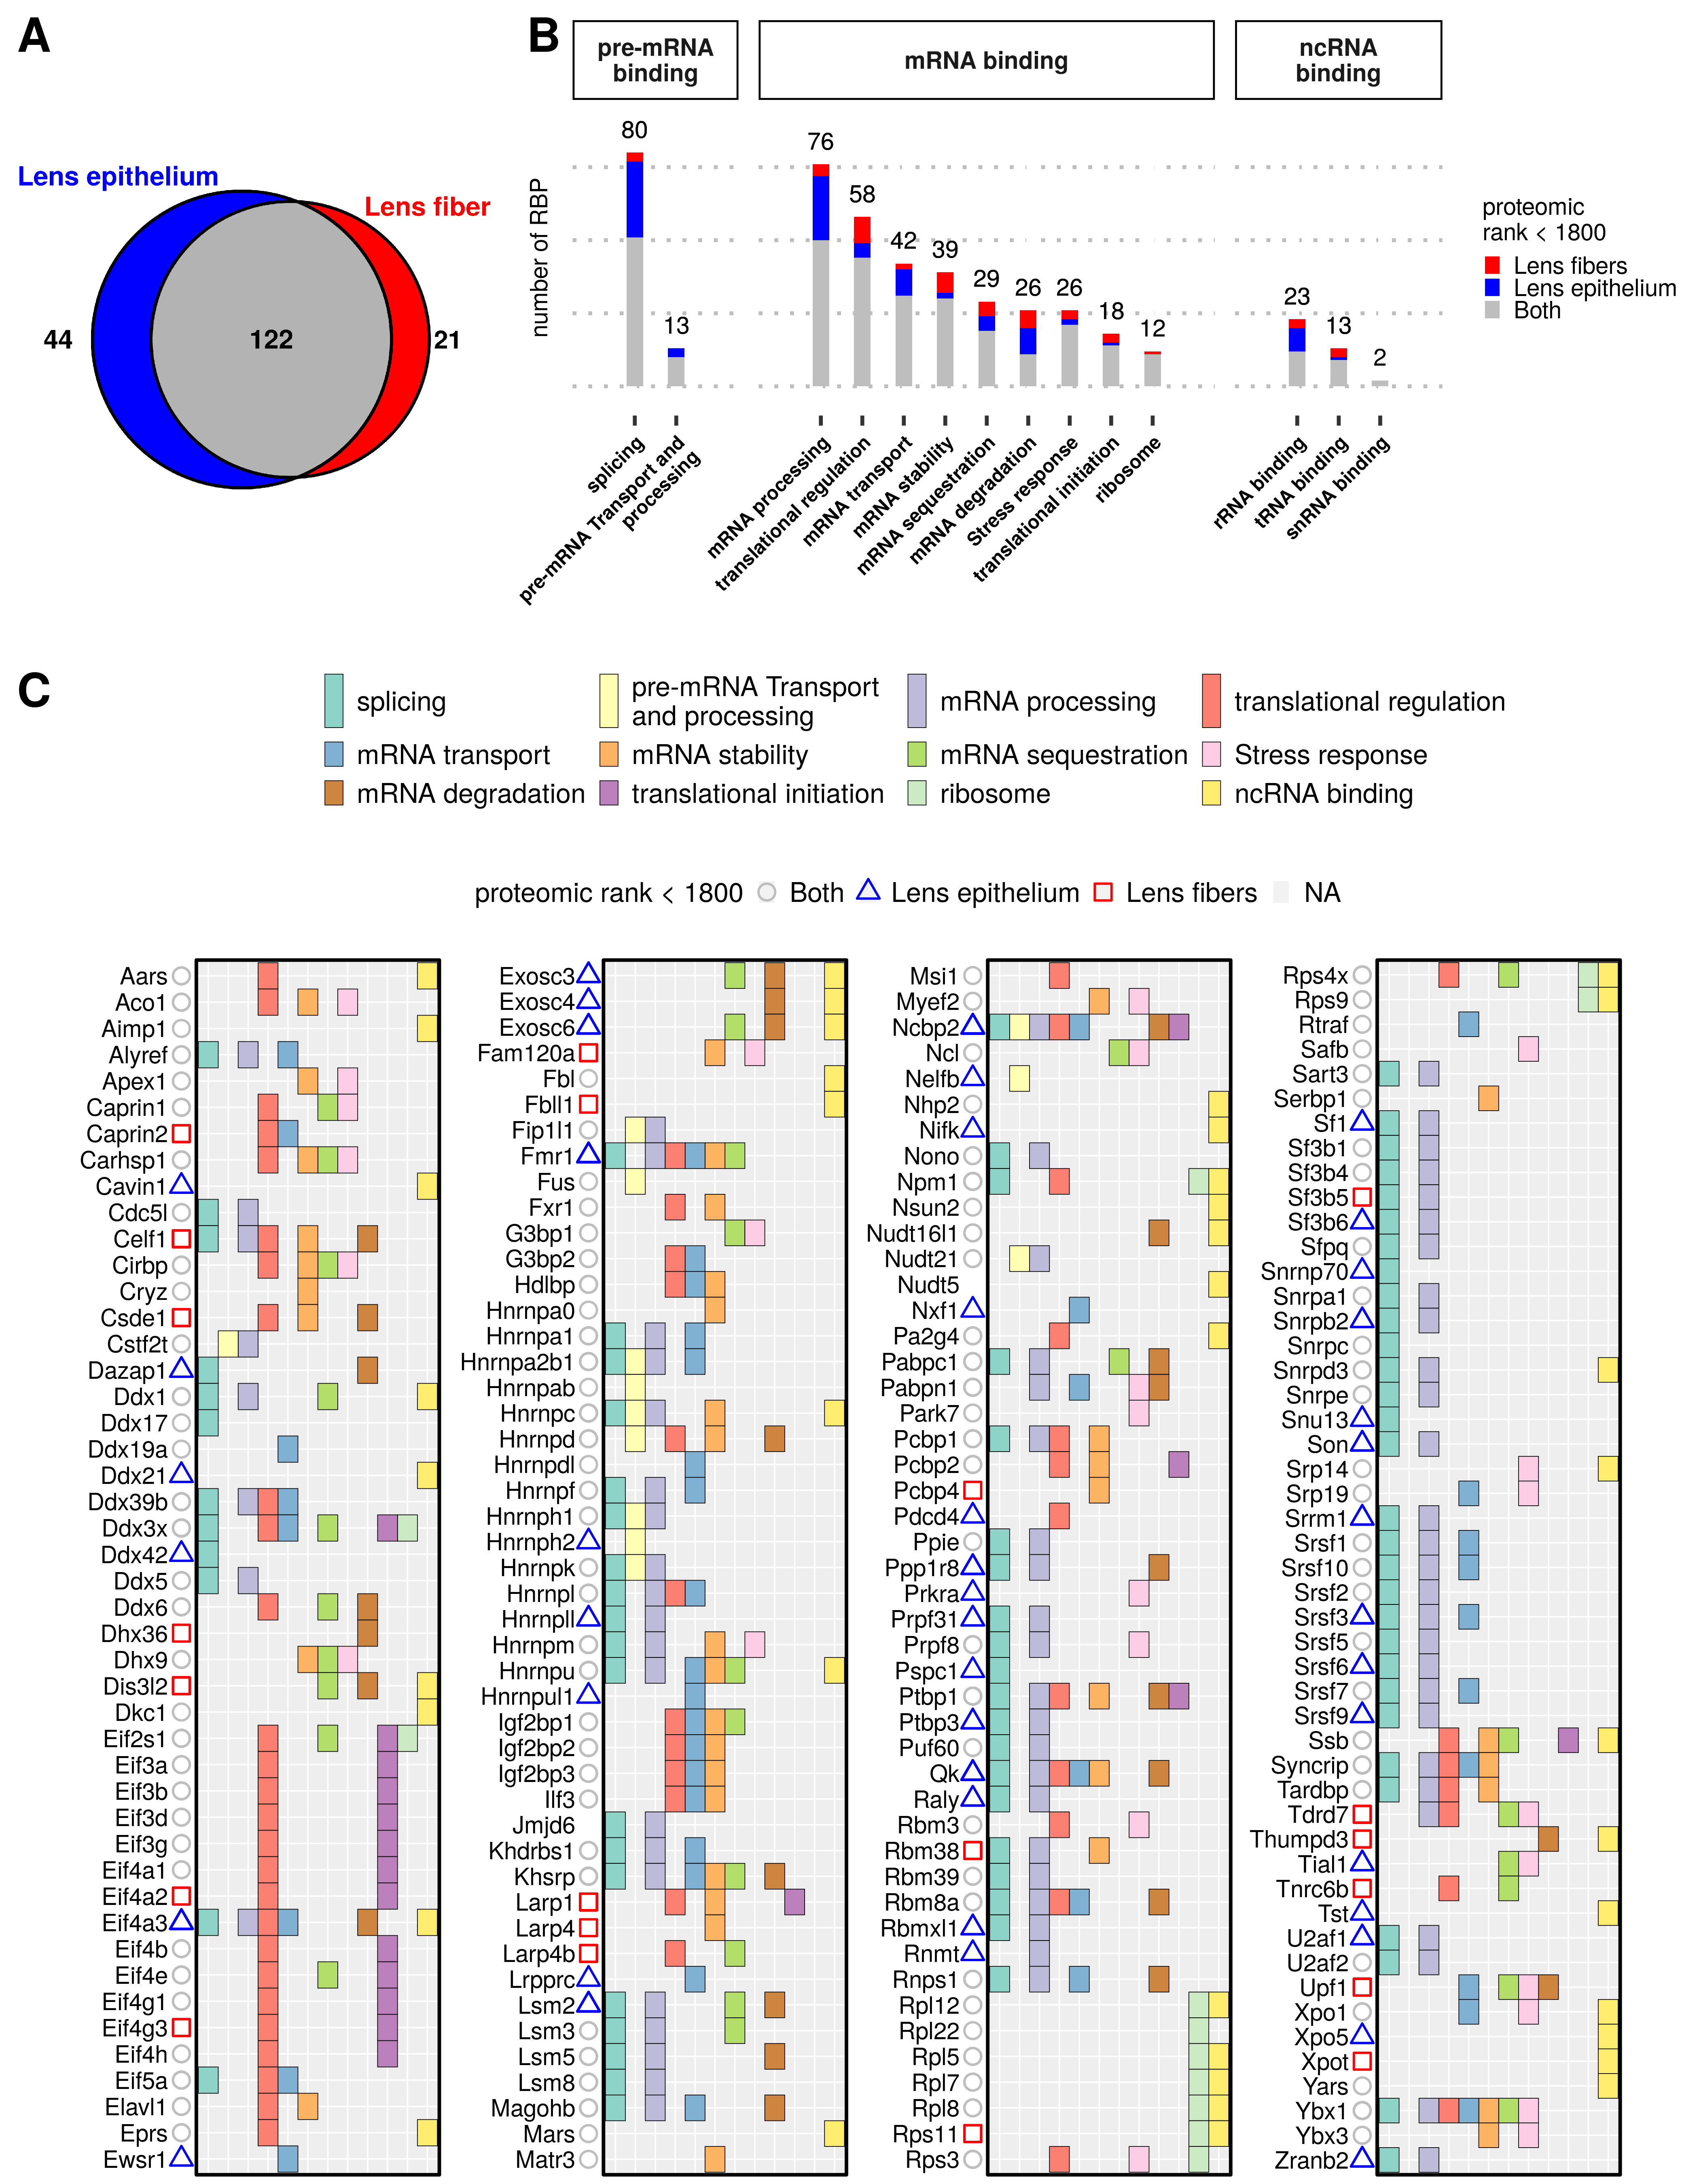 A
Lens epithelium
Lens fiber
44
122
21
B
pre-mRNA
binding
mRNA binding
ncRNA
binding
number of RBP
80
13
76
58
42
39
29
26
26
18
12
23
13
2
splicing
pre-mRNA Transport and
processing
mRNA processing
translational regulation
mRNA transport
mRNA stability
mRNA sequestration
mRNA degradation
Stress response
translational initiation
ribosome
rRNA binding
tRNA binding
snRNA binding
proteomic
rank < 1800
Lens fibers
Lens epithelium
Both
C
splicing
pre-mRNA Transport
and processing
mRNA processing
translational regulation
mRNA transport
mRNA stability
mRNA sequestration
Stress response
mRNA degradation
translational initiation
ribosome
ncRNA binding
proteomic rank < 1800
Both
Lens epithelium
Lens fibers
NA
Aars
Aco1
Aimp1
Alyref
Apex1
Caprin1
Caprin2
Carhsp1
Cavin1
Cdc5l
Celf1
Cirbp
Cryz
Csde1
Cstf2t
Dazap1
Ddx1
Ddx17
Ddx19a
Ddx21
Ddx39b
Ddx3x
Ddx42
Ddx5
Ddx6
Dhx36
Dhx9
Dis3l2
Dkc1
Eif2s1
Eif3a
Eif3b
Eif3d
Eif3g
Eif4a1
Eif4a2
Eif4a3
Eif4b
Eif4e
Eif4g1
Eif4g3
Eif4h
Eif5a
Elavl1
Eprs
Ewsr1
Exosc3
Exosc4
Exosc6
Fam120a
Fbl
Fbll1
Fip1l1
Fmr1
Fus
Fxr1
G3bp1
G3bp2
Hdlbp
Hnrnpa0
Hnrnpa1
Hnrnpa2b1
Hnrnpab
Hnrnpc
Hnrnpd
Hnrnpdl
Hnrnpf
Hnrnph1
Hnrnph2
Hnrnpk
Hnrnpl
Hnrnpll
Hnrnpm
Hnrnpu
Hnrnpul1
Igf2bp1
Igf2bp2
Igf2bp3
Ilf3
Jmjd6
Khdrbs1
Khsrp
Larp1
Larp4
Larp4b
Lrpprc
Lsm2
Lsm3
Lsm5
Lsm8
Magohb
Mars
Matr3
Msi1
Myef2
Ncbp2
Ncl
Nelfb
Nhp2
Nifk
Nono
Npm1
Nsun2
Nudt16l1
Nudt21
Nudt5
Nxf1
Pa2g4
Pabpc1
Pabpn1
Park7
Pcbp1
Pcbp2
Pcbp4
Pdcd4
Ppie
Ppp1r8
Prkra
Prpf31
Prpf8
Pspc1
Ptbp1
Ptbp3
Puf60
Qk
Raly
Rbm3
Rbm38
Rbm39
Rbm8a
Rbmxl1
Rnmt
Rnps1
Rpl12
Rpl22
Rpl5
Rpl7
Rpl8
Rps11
Rps3
Rps4x
Rps9
Rtraf
Safb
Sart3
Serbp1
Sf1
Sf3b1
Sf3b4
Sf3b5
Sf3b6
Sfpq
Snrnp70
Snrpa1
Snrpb2
Snrpc
Snrpd3
Snrpe
Snu13
Son
Srp14
Srp19
Srrm1
Srsf1
Srsf10
Srsf2
Srsf3
Srsf5
Srsf6
Srsf7
Srsf9
Ssb
Syncrip
Tardbp
Tdrd7
Thumpd3
Tial1
Tnrc6b
Tst
U2af1
U2af2
Upf1
Xpo1
Xpo5
Xpot
Yars
Ybx1
Ybx3
Zranb2